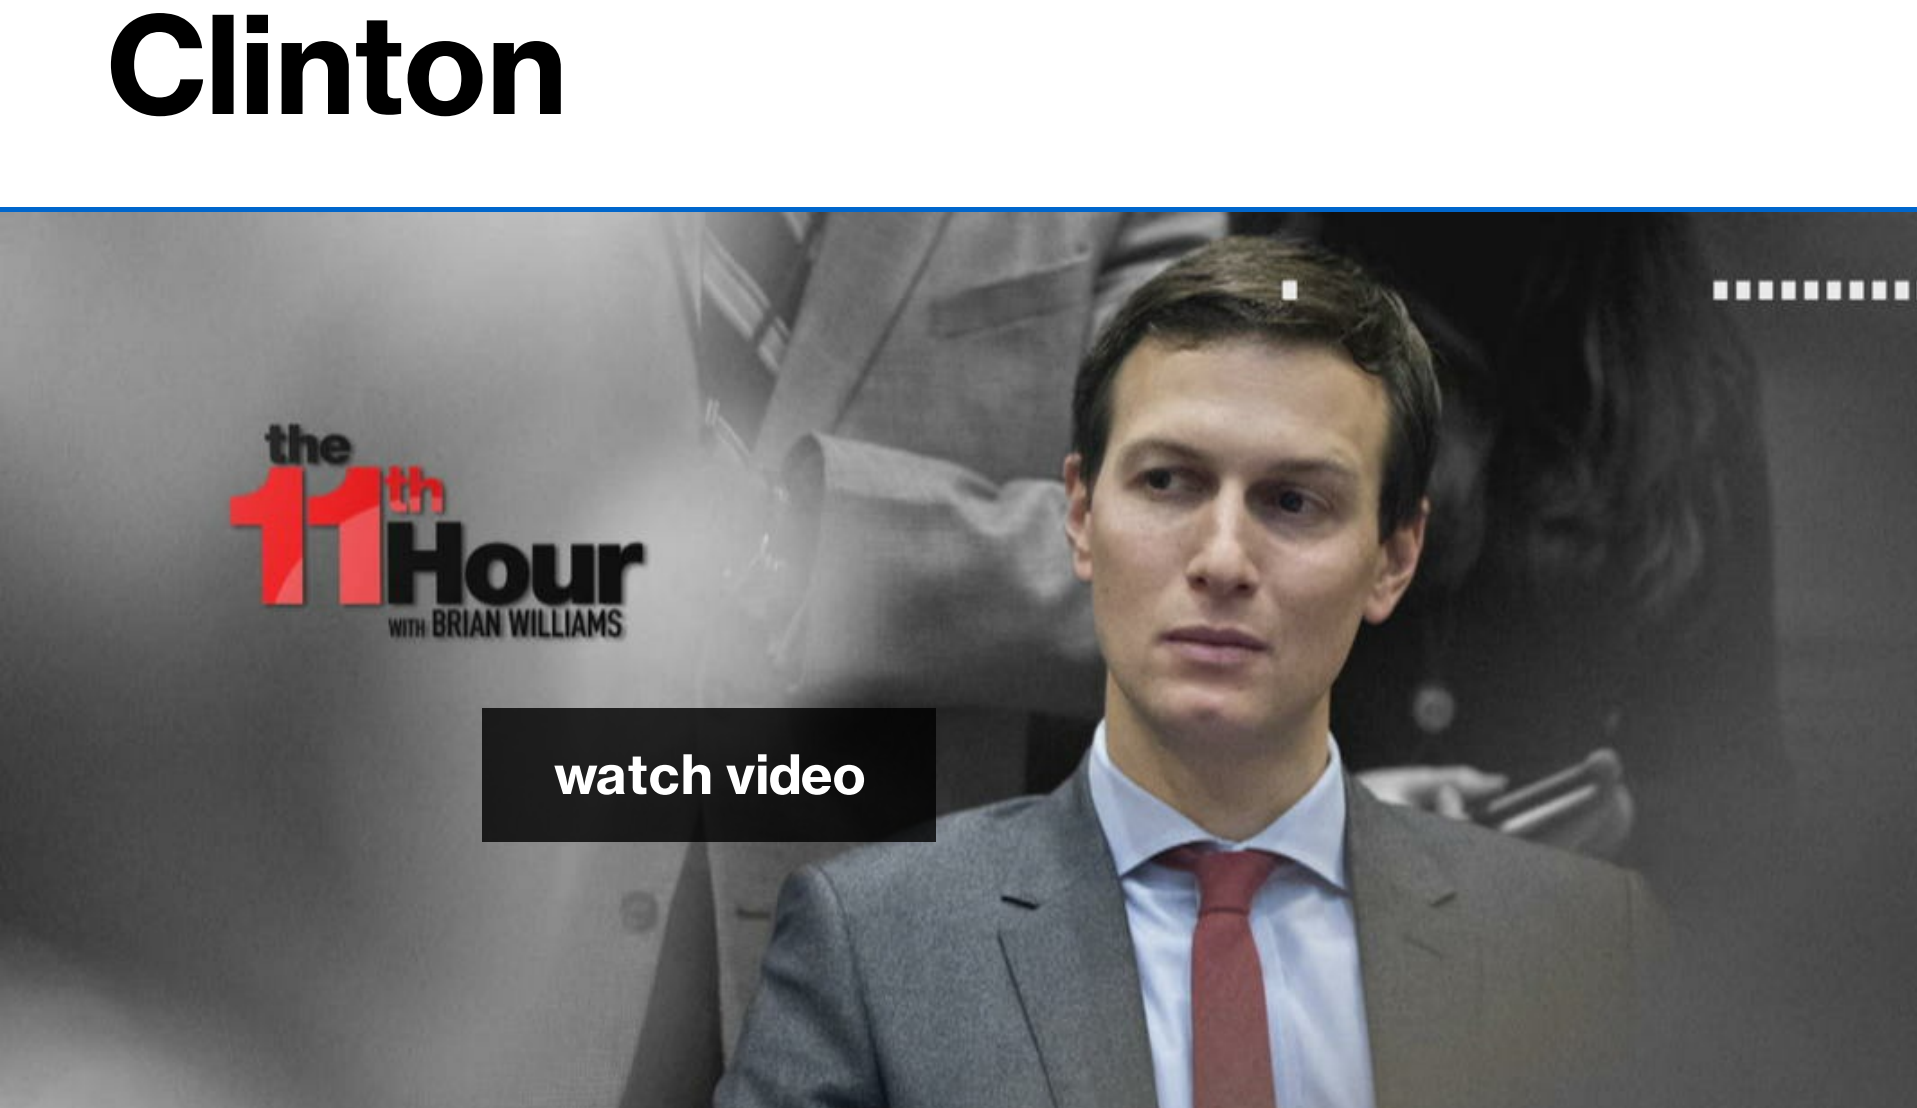 Clinton
the
11th
Hour
WITH BRIAN WILLIAMS
watch video